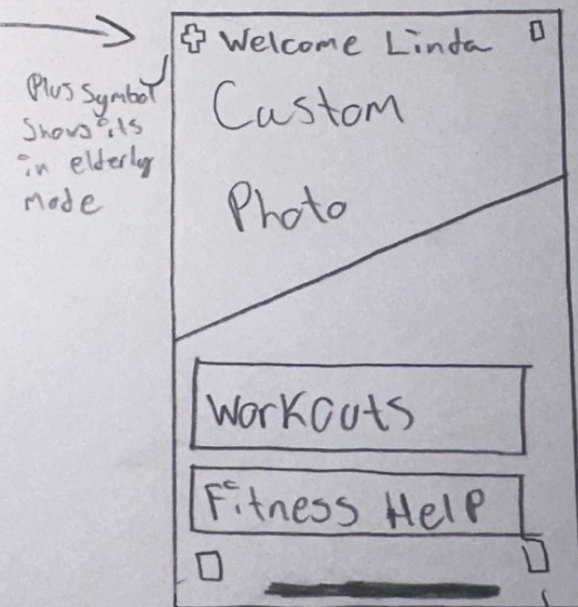 Welcome Linda
Plus Symbol
Shows its
in elderly
Mode
Custom
Photo
Workouts
Fitness Help